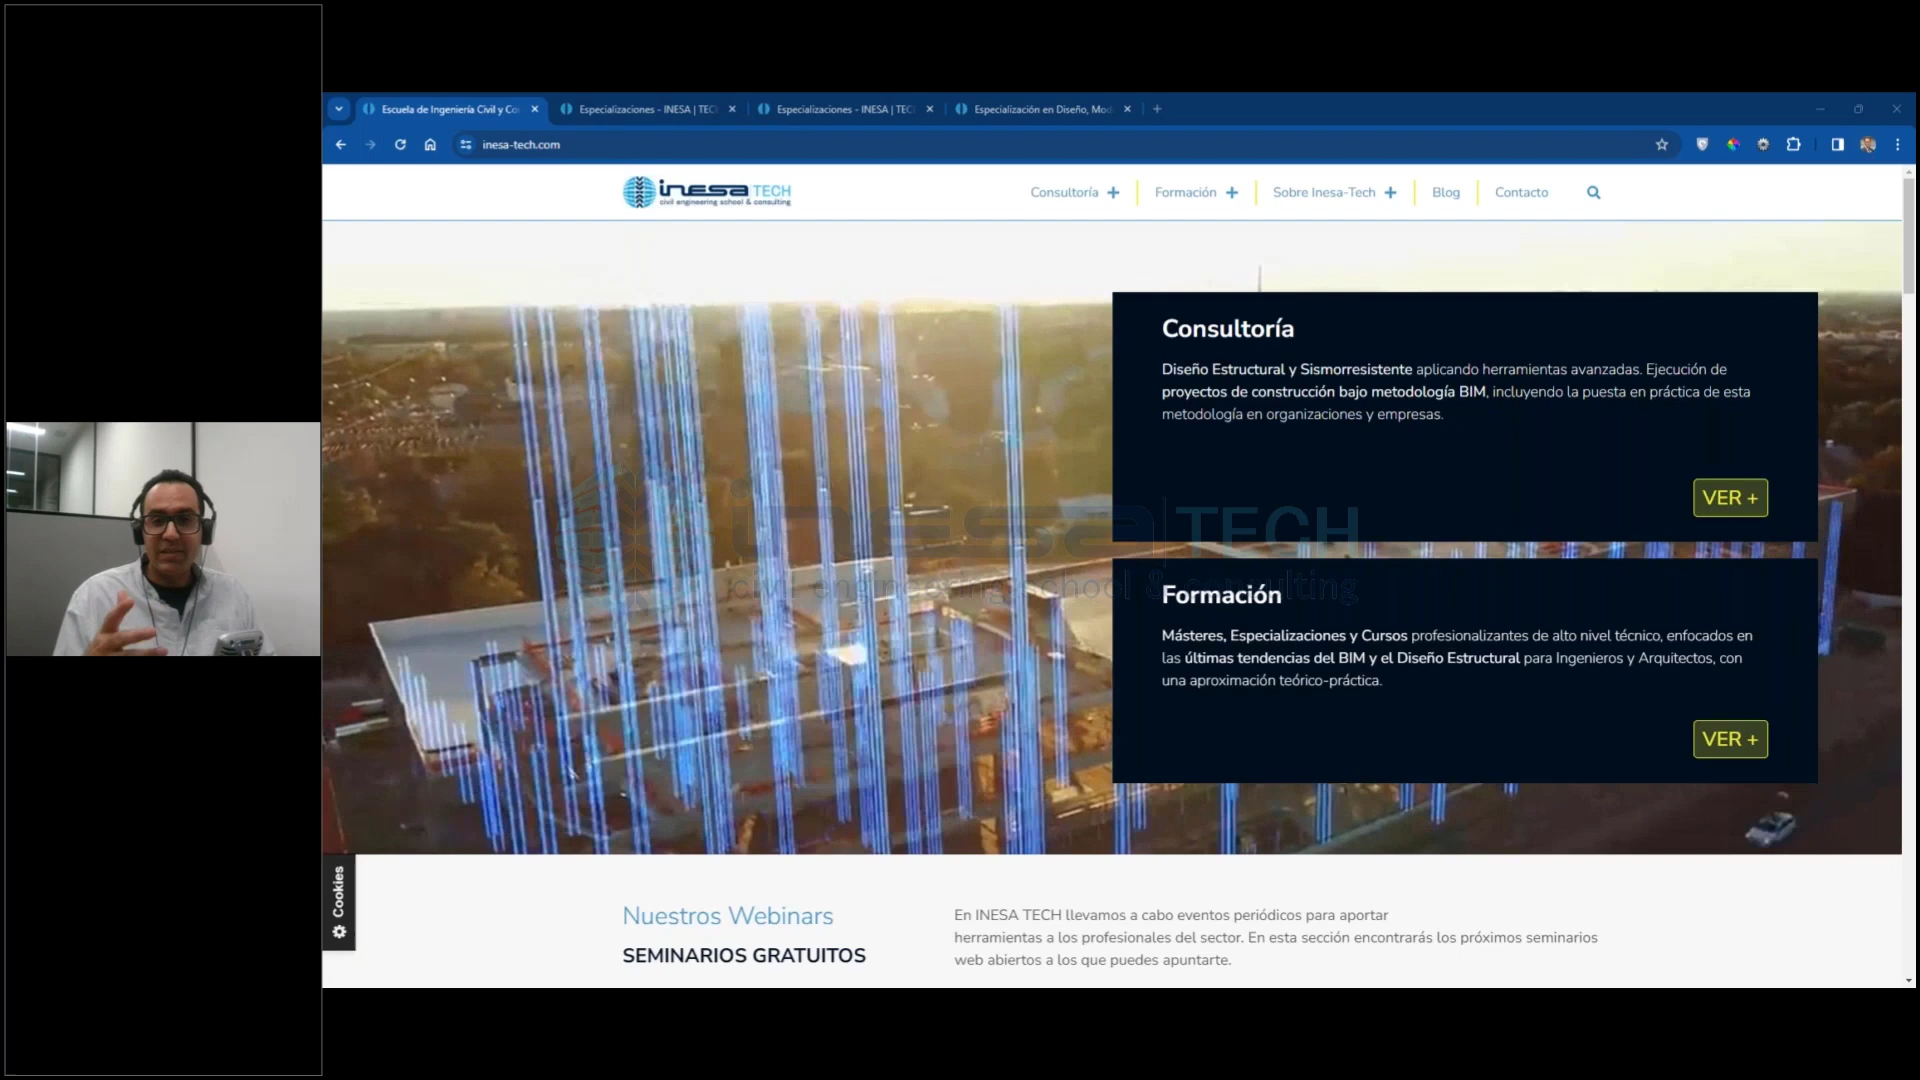 Escuela de Ingeniería Civil y Co
Especializaciones - INESA | TEC
Especializaciones - INESA | TEC
Especialización en Diseño, Mod
inesa-tech.com
inesa TECH
civil engineering school & consulting
Consultoría
Formación
Sobre Inesa-Tech
Blog
Contacto
Consultoría
Diseño Estructural y Sismorresistente aplicando herramientas avanzadas. Ejecución de
proyectos de construcción bajo metodología BIM, incluyendo la puesta en práctica de esta
metodología en organizaciones y empresas.
VER +
inesa | TECH
civil engineering school & consulting
Formación
Másteres, Especializaciones y Cursos profesionalizantes de alto nivel técnico, enfocados en
las últimas tendencias del BIM y el Diseño Estructural para Ingenieros y Arquitectos, con
una aproximación teórico-práctica.
VER +
Cookies
Nuestros Webinars
SEMINARIOS GRATUITOS
En INESA TECH llevamos a cabo eventos periódicos para aportar
herramientas a los profesionales del sector. En esta sección encontrarás los próximos seminarios
web abiertos a los que puedes apuntarte.